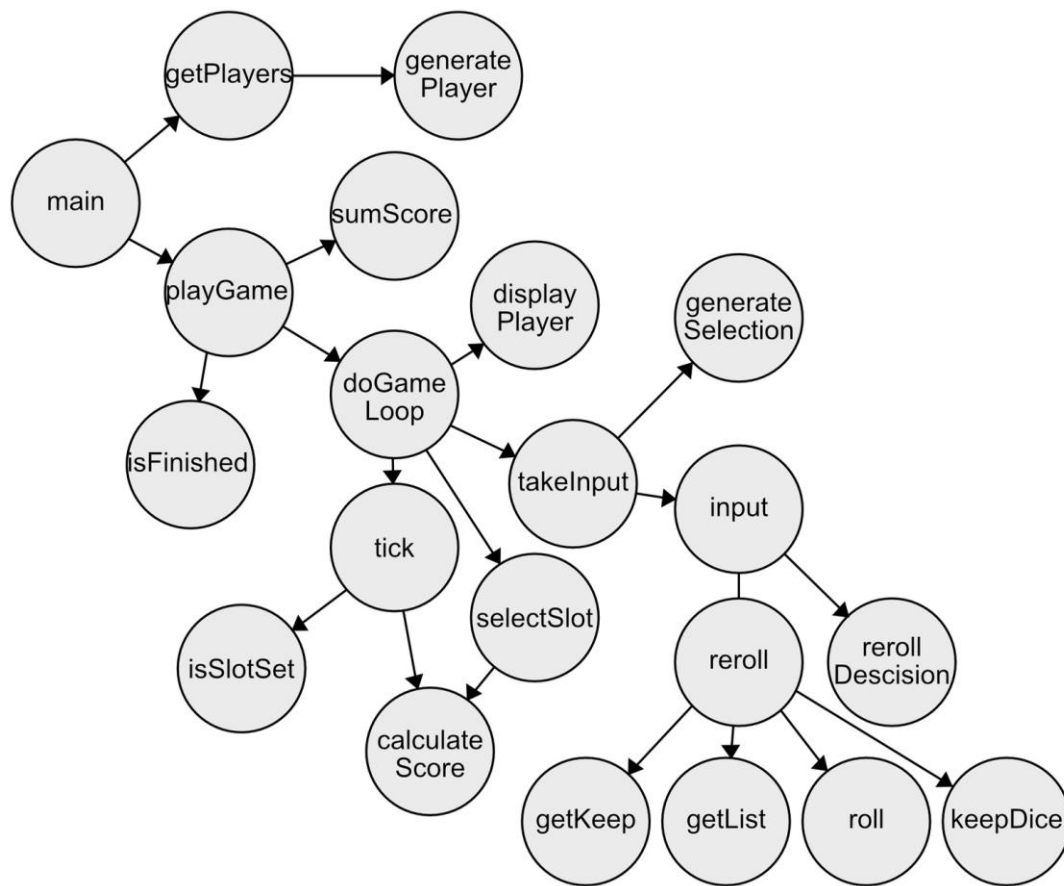 getPlayers
generate
Player
main
sumScore
playGame
display
Player
generate
Selection
doGame
Loop
isFinished
takeInput
input
tick
selectSlot
isSlotSet
reroll
reroll
Descision
calculate
Score
getKeep
getList
roll
keepDice